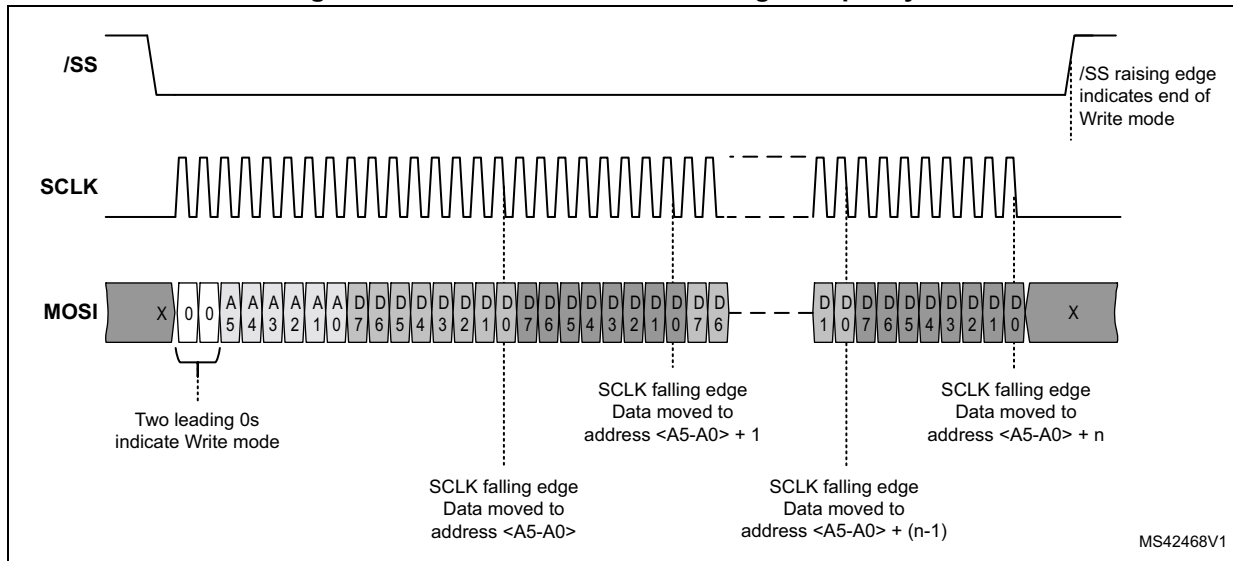 /SS
/SS raising edge
indicates end of
Write mode
SCLK
MOSI
X 0 0 A5 A4 A3 A2 A1 A0 D7 D6 D5 D4 D3 D2 D1 D0 D7 D6 D5 D4 D3 D2 D1 D0 D7 D6 D1 D0 D7 D6 D5 D4 D3 D2 D1 D0 X
Two leading 0s
indicate Write mode
SCLK falling edge
Data moved to
address <A5-A0>
SCLK falling edge
Data moved to
address <A5-A0> + 1
SCLK falling edge
Data moved to
address <A5-A0> + (n-1)
SCLK falling edge
Data moved to
address <A5-A0> + n
MS42468V1